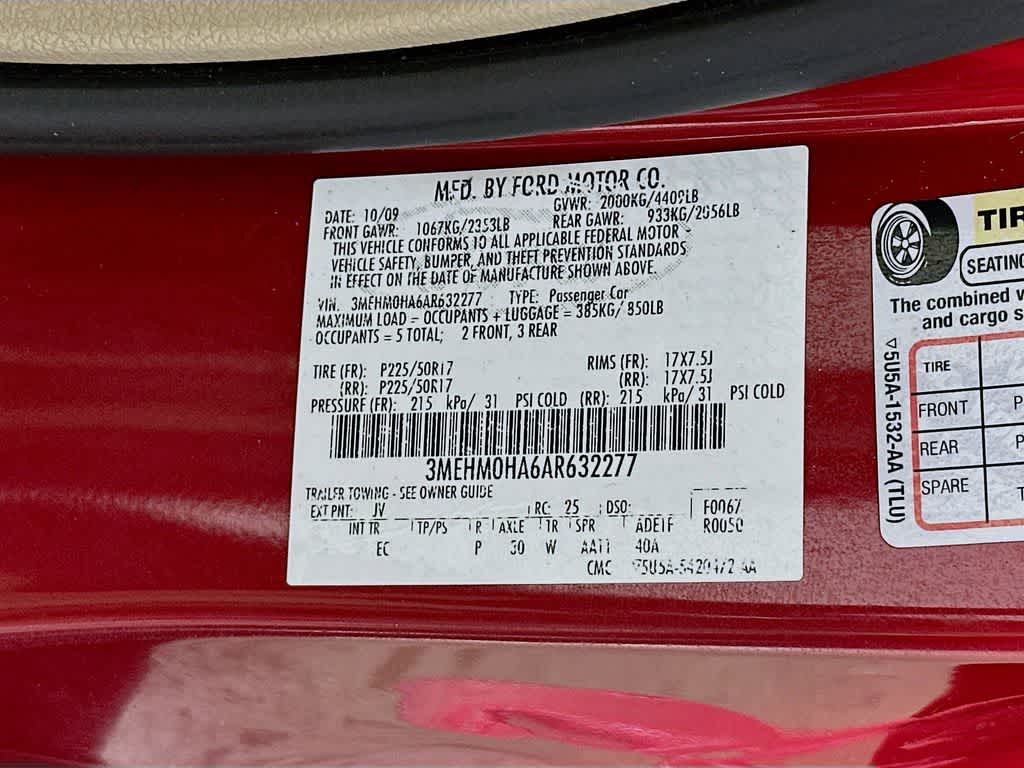 MFD. BY FORD MOTOR CO.
DATE: 10/09 GVWR: 2000KG/4409LB
FRONT GAWR: 1067KG/2353LB REAR GAWR: 933KG/2056LB
THIS VEHICLE CONFORMS TO ALL APPLICABLE FEDERAL MOTOR
VEHICLE SAFETY, BUMPER, AND THEFT PREVENTION STANDARDS
IN EFFECT ON THE DATE OF MANUFACTURE SHOWN ABOVE.
VIN: 3MEHM0HA6AR632277 TYPE: Passenger Car
MAXIMUM LOAD = OCCUPANTS + LUGGAGE = 385KG/ 850LB
OCCUPANTS = 5 TOTAL; 2 FRONT, 3 REAR
TIRE (FR): P225/50R17 RIMS (FR): 17X7.5J
(RR): P225/50R17 (RR): 17X7.5J
PRESSURE (FR): 215 kPa/ 31 PSI COLD (RR): 215 kPa/ 31 PSI COLD
3MEHM0HA6AR632277
TRAILER TOWING - SEE OWNER GUIDE
EXT PNT: JV RC: 25 DSO: F0067
INT TR TP/PS R AXLE TR SPR R0050
EC P 30 W AA11 40A
CMC
TIR
SEATING
The combined
and cargo
TIRE
FRONT P
REAR P
SPARE T
5U5A-1532-AA (TLU)